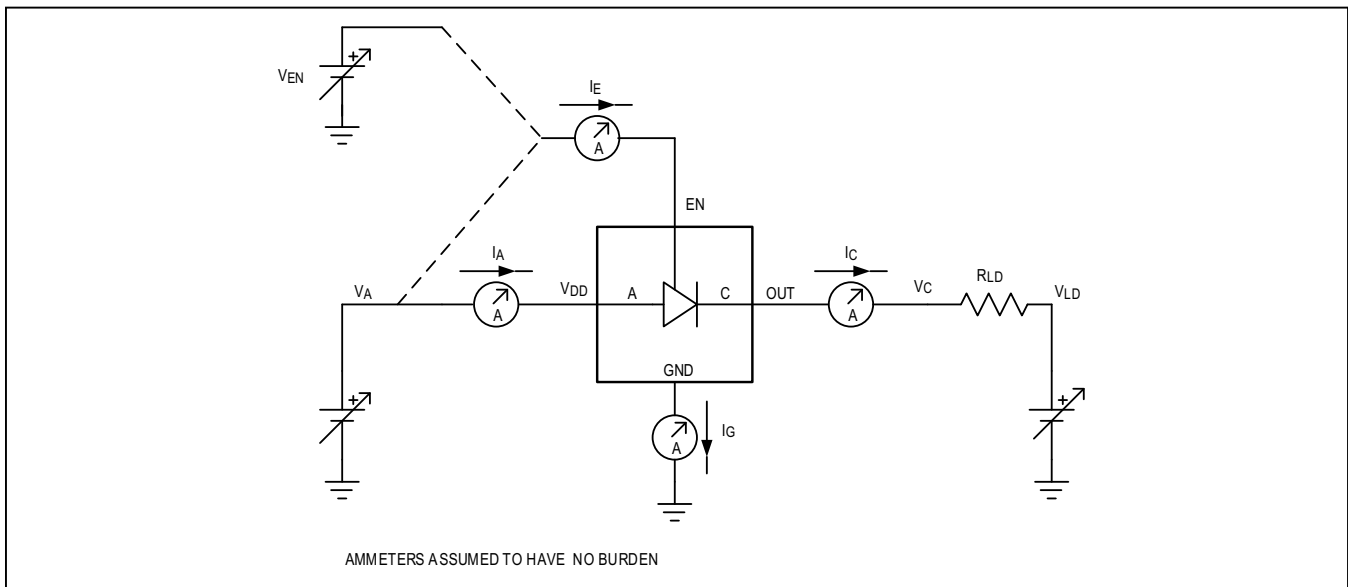 VEN
+
IE
A
EN
IA
VA
A
VDD
A
C
OUT
IC
A
VC
RLD
VLD
GND
+
+
A
IG
AMMETERS ASSUMED TO HAVE NO BURDEN